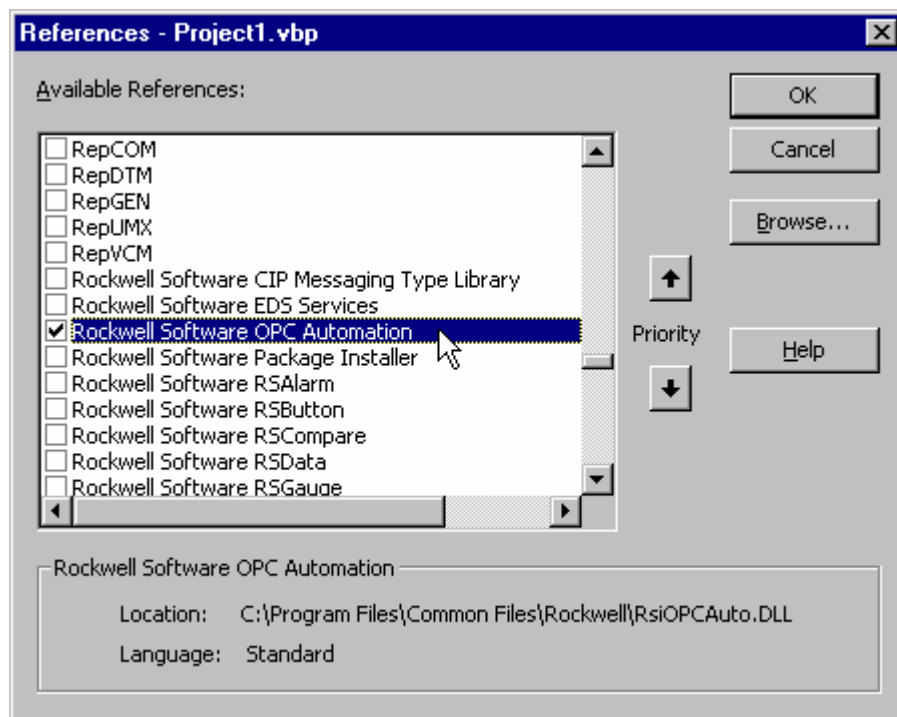 References - Project1.vbp
Available References:
OK
Cancel
Browse...
RepCOM
RepDTM
RepGEN
RepUMX
RepVCM
Rockwell Software CIP Messaging Type Library
Rockwell Software EDS Services
Rockwell Software OPC Automation
Rockwell Software Package Installer
Rockwell Software RSAlarm
Rockwell Software RSButton
Rockwell Software RSCompare
Rockwell Software RSData
Rockwell Software RSGauge
Priority
Help
Rockwell Software OPC Automation
Location: C:\Program Files\Common Files\Rockwell\RsiOPCAuto.DLL
Language: Standard